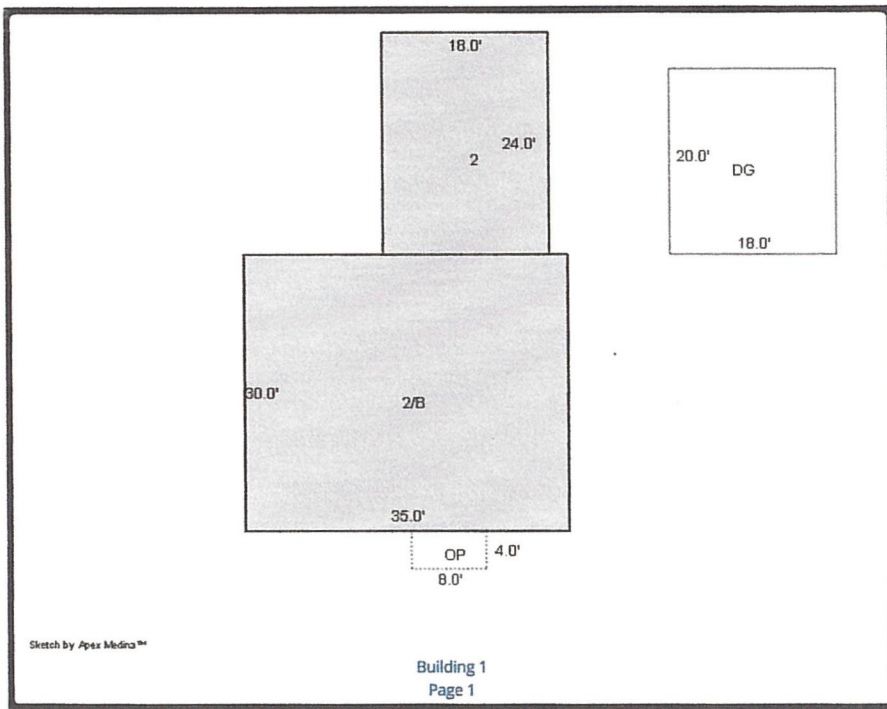 18.0'
24.0'
2
20.0'
DG
18.0'
30.0'
2/B
35.0'
OP
4.0'
8.0'
Sketch by Apex Medina™
Building 1
Page 1